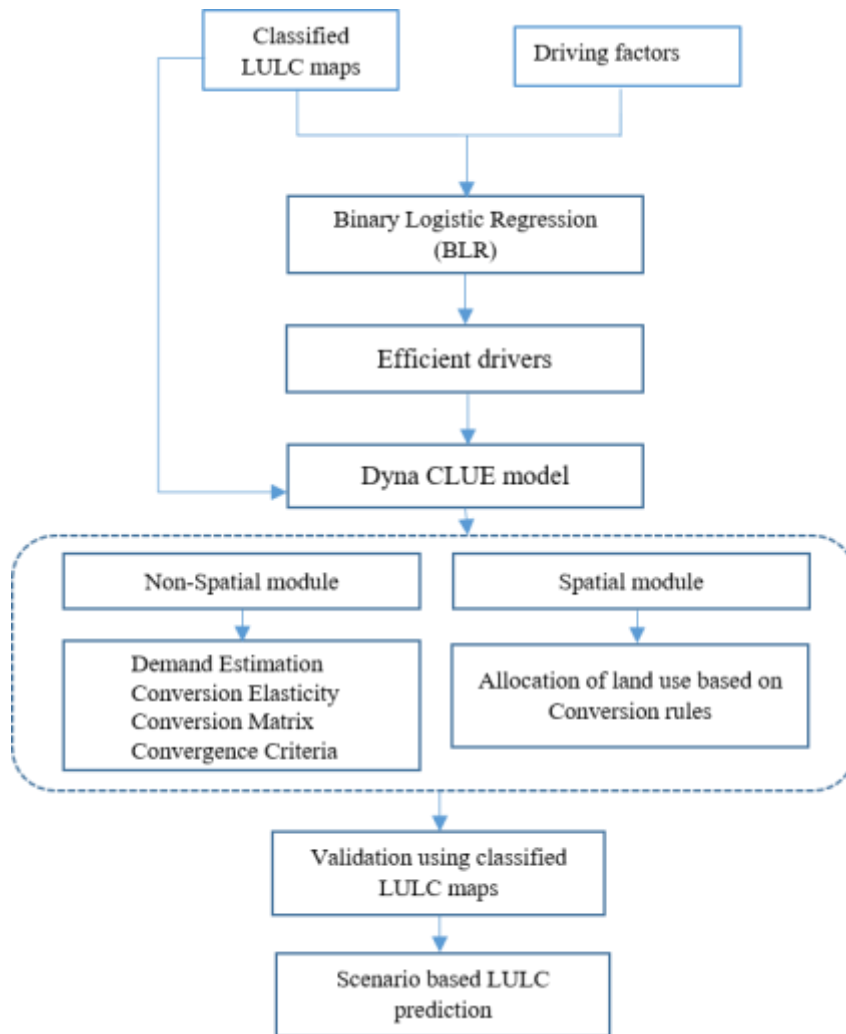 Classified
LULC maps
Driving factors
Binary Logistic Regression
(BLR)
Efficient drivers
Dyna CLUE model
Non-Spatial module
Spatial module
Demand Estimation
Conversion Elasticity
Conversion Matrix
Convergence Criteria
Allocation of land use based on
Conversion rules
Validation using classified
LULC maps
Scenario based LULC
prediction